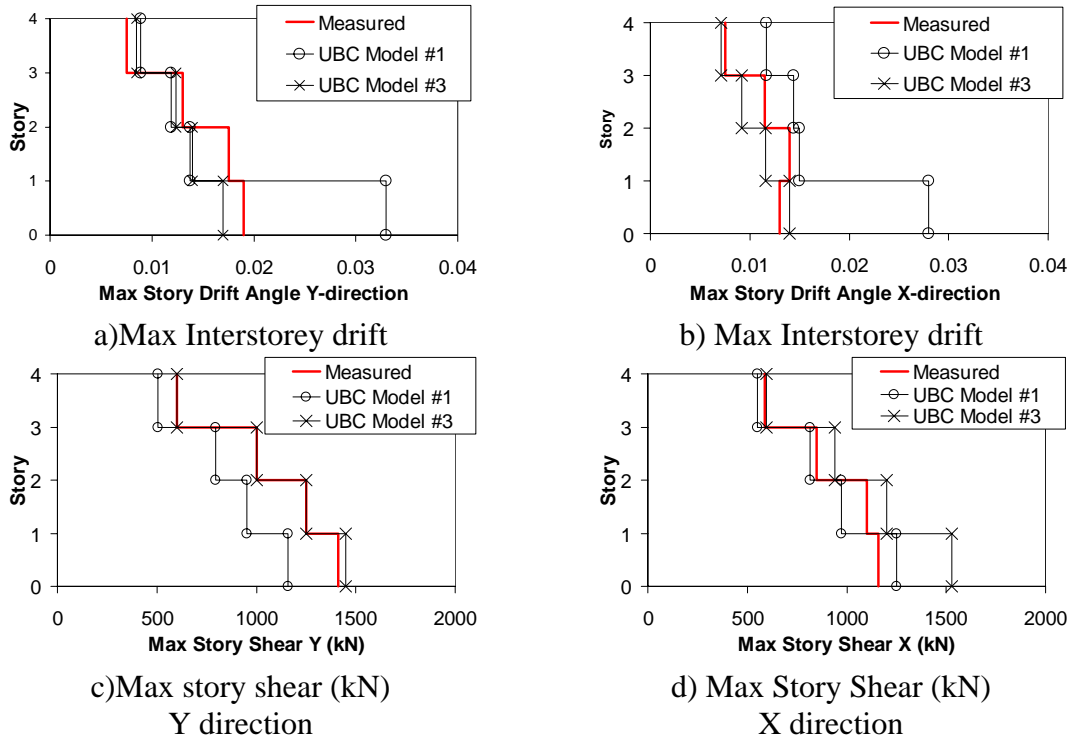 4
3
2
1
0
Story
Measured
UBC Model #1
UBC Model #3
0 0.01 0.02 0.03 0.04
Max Story Drift Angle Y-direction
a)Max Interstorey drift
4
3
2
1
0
Story
Measured
UBC Model #1
UBC Model #3
0 0.01 0.02 0.03 0.04
Max Story Drift Angle X-direction
b) Max Interstorey drift
4
3
2
1
0
Story
Measured
UBC Model #1
UBC Model #3
0 500 1000 1500 2000
Max Story Shear Y (kN)
c)Max story shear (kN)
Y direction
4
3
2
1
0
Story
Measured
UBC Model #1
UBC Model #3
0 500 1000 1500 2000
Max Story Shear X (kN)
d) Max Story Shear (kN)
X direction